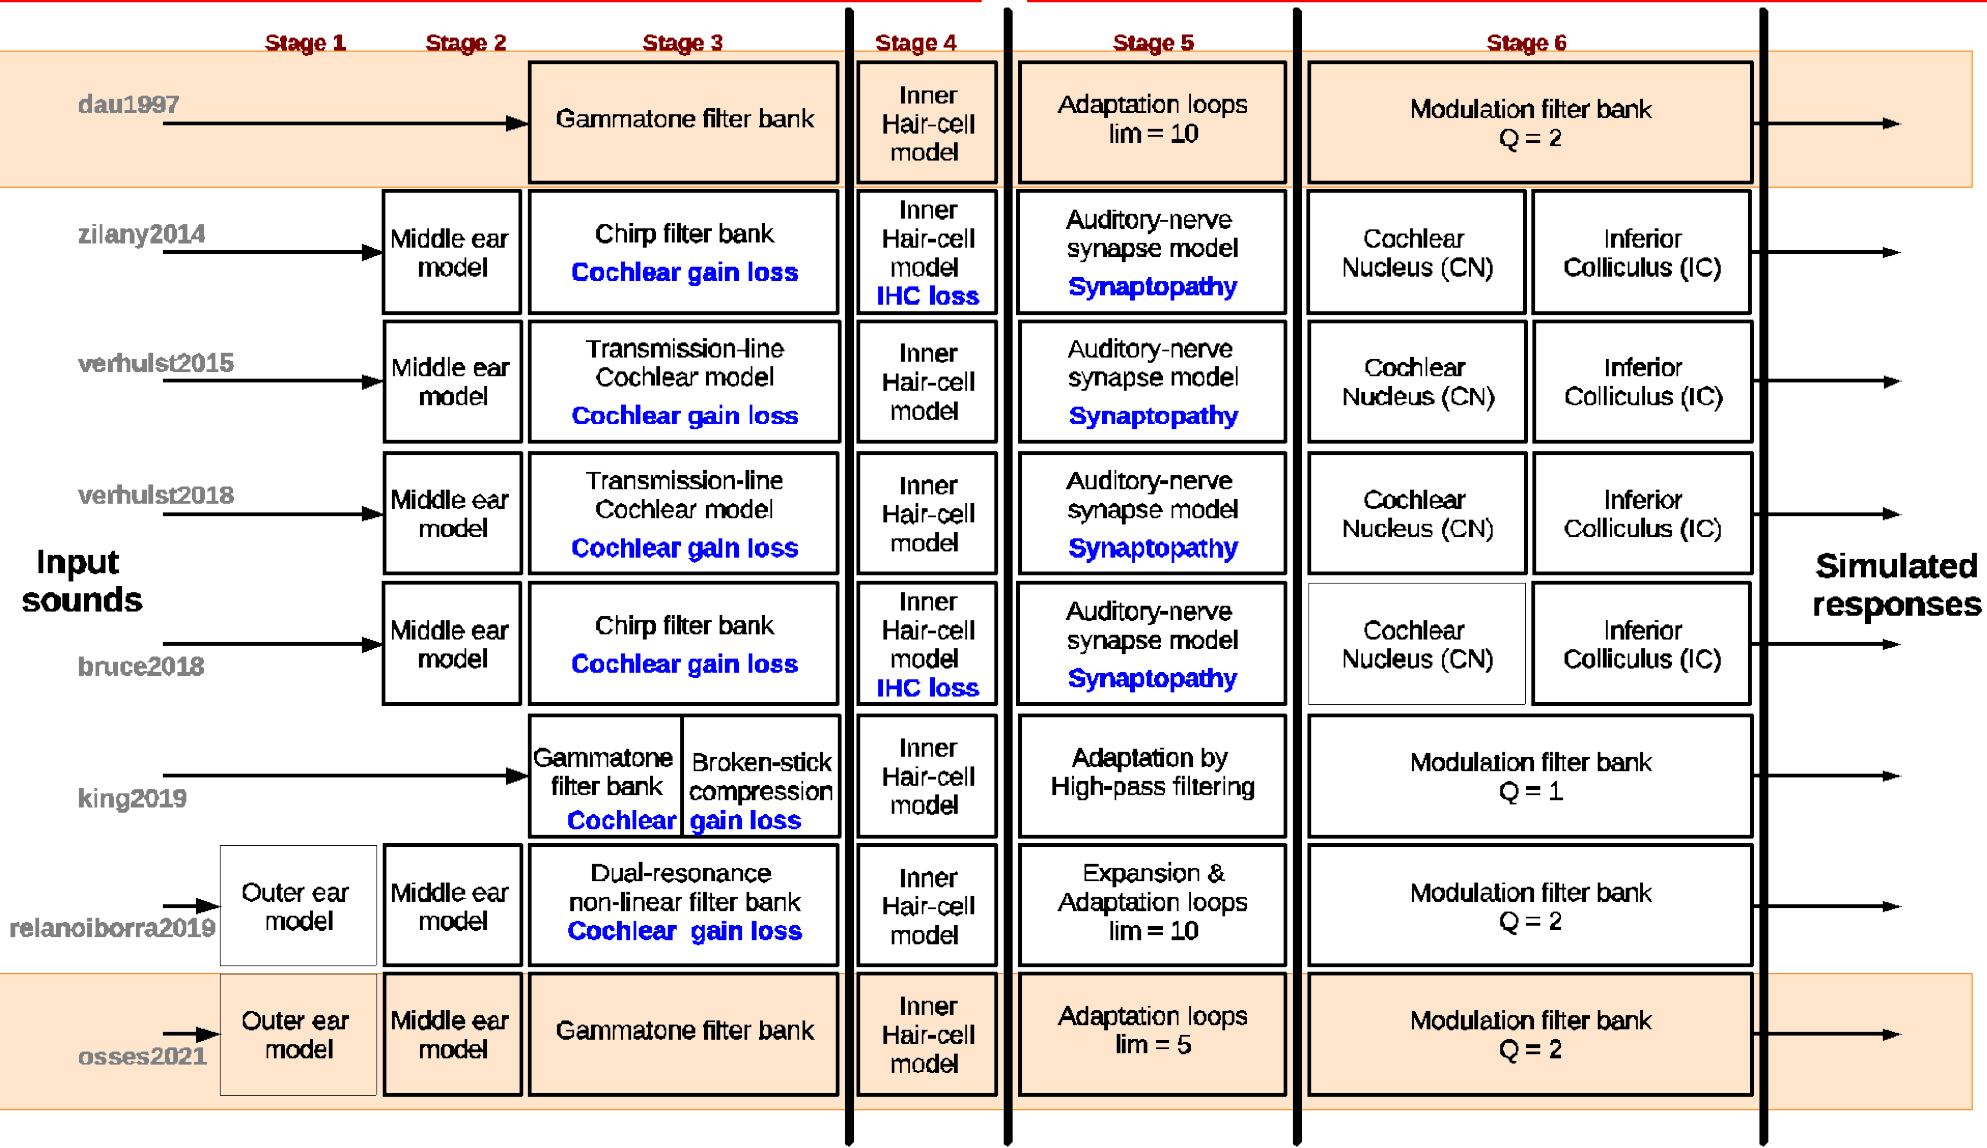 Stage 1 Stage 2 Stage 3 Stage 4 Stage 5 Stage 6
dau1997
Gammatone filter bank
Inner
Hair-cell
model
Adaptation loops
lim = 10
Modulation filter bank
Q = 2
zilany2014
Middle ear
model
Chirp filter bank
Cochlear gain loss
Inner
Hair-cell
model
IHC loss
Auditory-nerve
synapse model
Synaptopathy
Cochlear
Nucleus (CN)
Inferior
Colliculus (IC)
verhulst2015
Middle ear
model
Transmission-line
Cochlear model
Cochlear gain loss
Inner
Hair-cell
model
Auditory-nerve
synapse model
Synaptopathy
Cochlear
Nucleus (CN)
Inferior
Colliculus (IC)
verhulst2018
Middle ear
model
Transmission-line
Cochlear model
Cochlear gain loss
Inner
Hair-cell
model
Auditory-nerve
synapse model
Synaptopathy
Cochlear
Nucleus (CN)
Inferior
Colliculus (IC)
Input
sounds
Simulated
responses
bruce2018
Middle ear
model
Chirp filter bank
Cochlear gain loss
Inner
Hair-cell
model
IHC loss
Auditory-nerve
synapse model
Synaptopathy
Cochlear
Nucleus (CN)
Inferior
Colliculus (IC)
king2019
Gammatone
filter bank
Broken-stick
compression
Cochlear gain loss
Inner
Hair-cell
model
Adaptation by
High-pass filtering
Modulation filter bank
Q = 1
relanoiborra2019
Outer ear
model
Middle ear
model
Dual-resonance
non-linear filter bank
Cochlear gain loss
Inner
Hair-cell
model
Expansion &
Adaptation loops
lim = 10
Modulation filter bank
Q = 2
osses2021
Outer ear
model
Middle ear
model
Gammatone filter bank
Inner
Hair-cell
model
Adaptation loops
lim = 5
Modulation filter bank
Q = 2